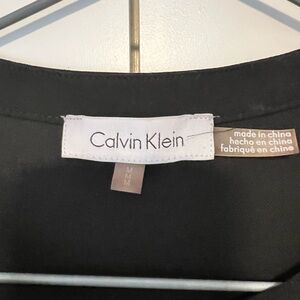 Calvin Klein
made in china
hecho en china
fabriqué en chine
M
M
M